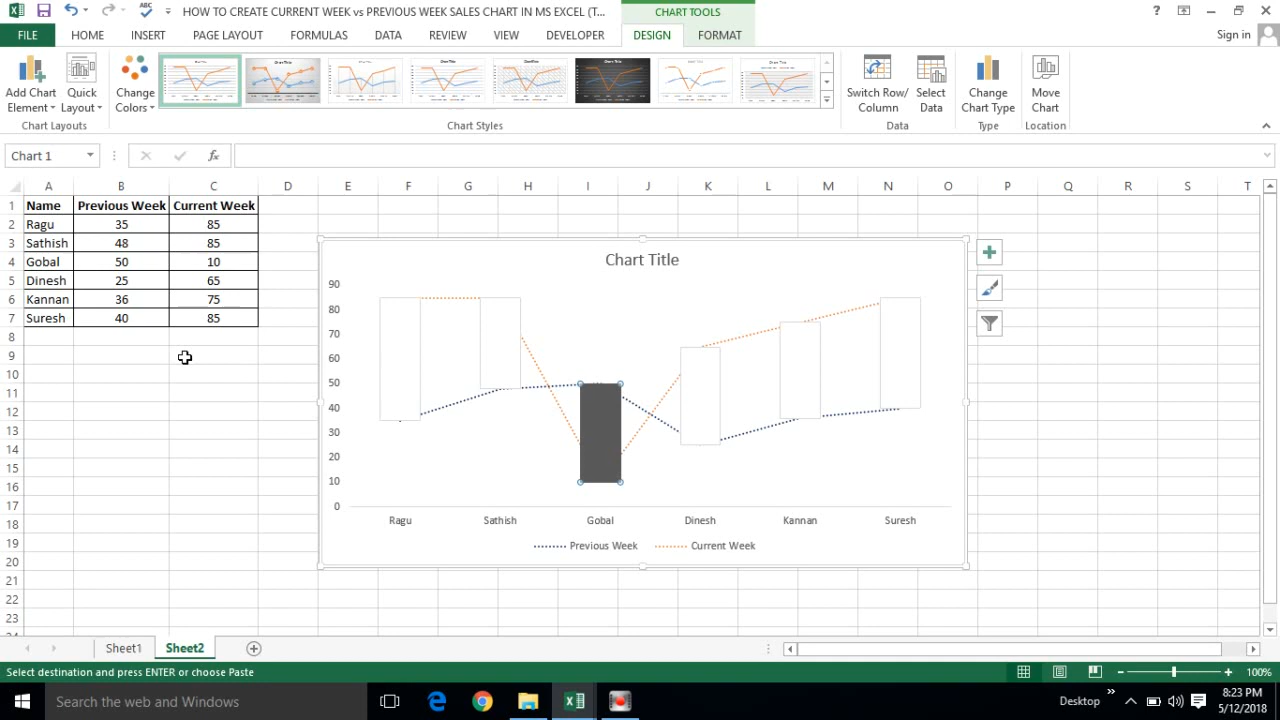 HOW TO CREATE CURRENT WEEK vs PREVIOUS WEEK SALES CHART IN MS EXCEL (T... CHART TOOLS ?
FILE HOME INSERT PAGE LAYOUT FORMULAS DATA REVIEW VIEW DEVELOPER DESIGN FORMAT Sign in
Add Chart Element Quick Layout Change Colors Switch Row/ Column Select Data Change Chart Type Move Chart
Chart Layouts Chart Styles Data Type Location
Chart 1 fx
A B C D E F G H I J K L M N O P Q R S T
1 Name Previous Week Current Week
2 Ragu 35 85
3 Sathish 48 85
4 Gobal 50 10
5 Dinesh 25 65
6 Kannan 36 75
7 Suresh 40 85
8
9
10
11
12
13
14
15
16
17
18
19
20
21
22
23
Chart Title
90
80
70
60
50
40
30
20
10
0
Ragu Sathish Gobal Dinesh Kannan Suresh
Previous Week Current Week
Sheet1 Sheet2
Select destination and press ENTER or choose Paste 100%
Search the web and Windows Desktop 8:23 PM
5/12/2018